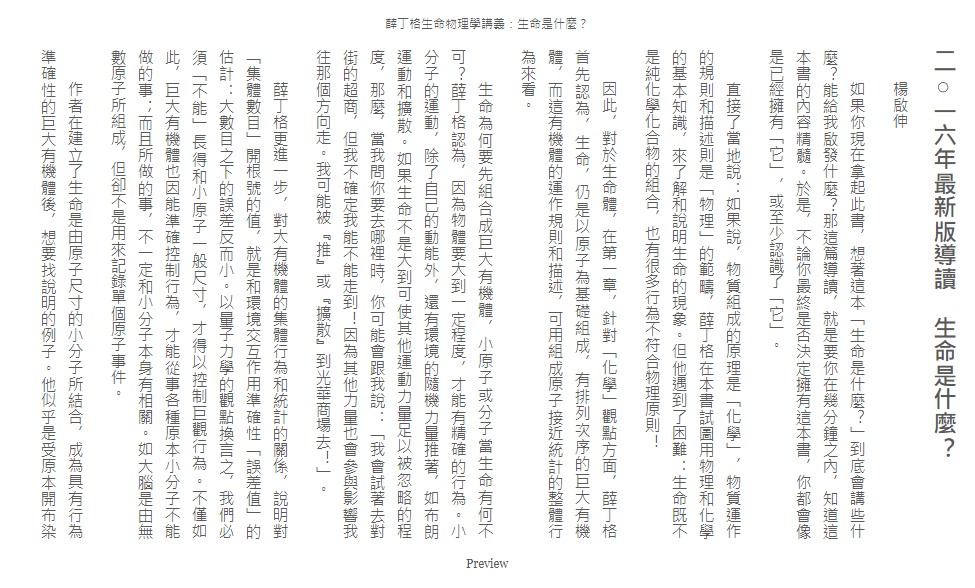 薛丁格生命物理學講義：生命是什麼？
二○一六年最新版導讀　生命是什麼？
楊啟伸
如果你現在拿起此書，想著這本「生命是什麼？」到底會講些什
麼？能給我啟發什麼？那這篇導讀，就是要你在幾分鐘之內，知道這
本書的內容精髓。於是，不論你最終是否決定擁有這本書，你都會像
是已經擁有「它」，或至少認識了「它」。
直接了當地說：如果說，物質組成的原理是「化學」，物質運作
的規則和描述則是「物理」的範疇，薛丁格在本書試圖用物理和化學
的基本知識，來了解和說明生命的現象。但他遇到了困難：生命既不
是純化學化合物的組合，也有很多行為不符合物理原則！
因此，對於生命體，在第一章，針對「化學」觀點方面，薛丁格
首先認為，生命，仍是以原子為基礎組成，有排列次序的巨大有機
體，而這有機體的運作規則和描述，可用組成原子接近統計的整體行
為來看。
生命為何要先組合成巨大有機體，小原子或分子當生命有何不
可？薛丁格認為，因為物體要大到一定程度，才能有精確的行為。小
分子的運動，除了自己的動能外，還有環境的隨機力量推著，如布朗
運動和擴散。如果生命不是大到可使其他運動力量足以被忽略的程
度，那麼，當我問你要去哪裡時，你可能會跟我說：「我會試著去對
街的超商，但我不確定我能不能走到！因為其他力量也會參與影響我
往那個方向走。我可能被『推』或『擴散』到光華商場去！」。
薛丁格更進一步，對大有機體的集體行為和統計的關係，說明對
「集體數目」開根號的值，就是和環境交互作用準確性「誤差值」的
估計：大數目之下的誤差反而小。以量子力學的觀點換言之，我們必
須「不能」長得和小原子一般尺寸，才得以控制巨觀行為。不僅如
此，巨大有機體也因能準確控制行為，才能從事各種原本小分子不能
做的事；而且所做的事，不一定和小分子本身有相關。如大腦是由無
數原子所組成，但卻不是用來記錄單個原子事件。
作者在建立了生命是由原子尺寸的小分子所結合，成為具有行為
準確性的巨大有機體後，想要找說明的例子。他似乎是受原本開布染
Preview